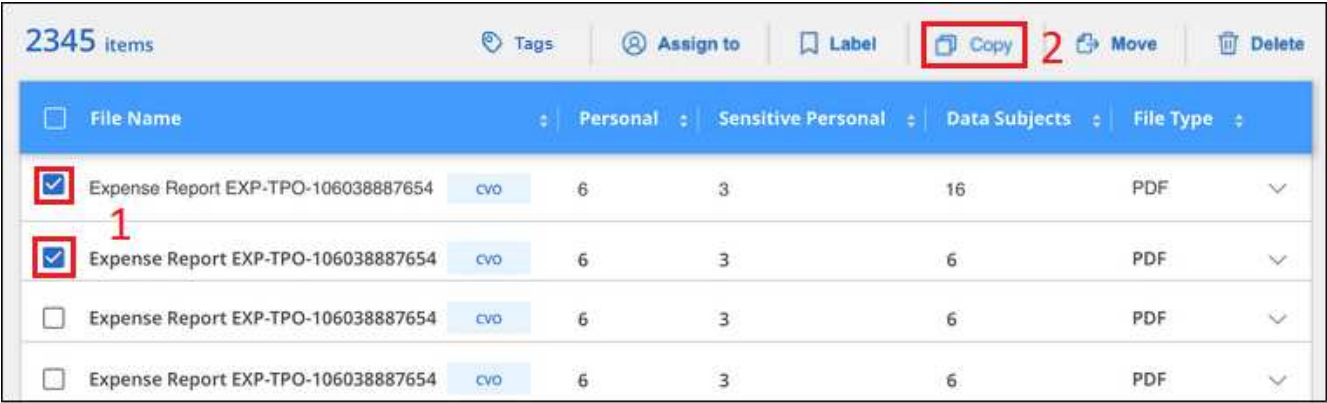 2345 items Tags Assign to Label Copy 2 Move Delete
File Name Personal Sensitive Personal Data Subjects File Type
Expense Report EXP-TPO-106038887654 CVO 6 3 16 PDF
1
Expense Report EXP-TPO-106038887654 CVO 6 3 6 PDF
Expense Report EXP-TPO-106038887654 CVO 6 3 6 PDF
Expense Report EXP-TPO-106038887654 CVO 6 3 6 PDF